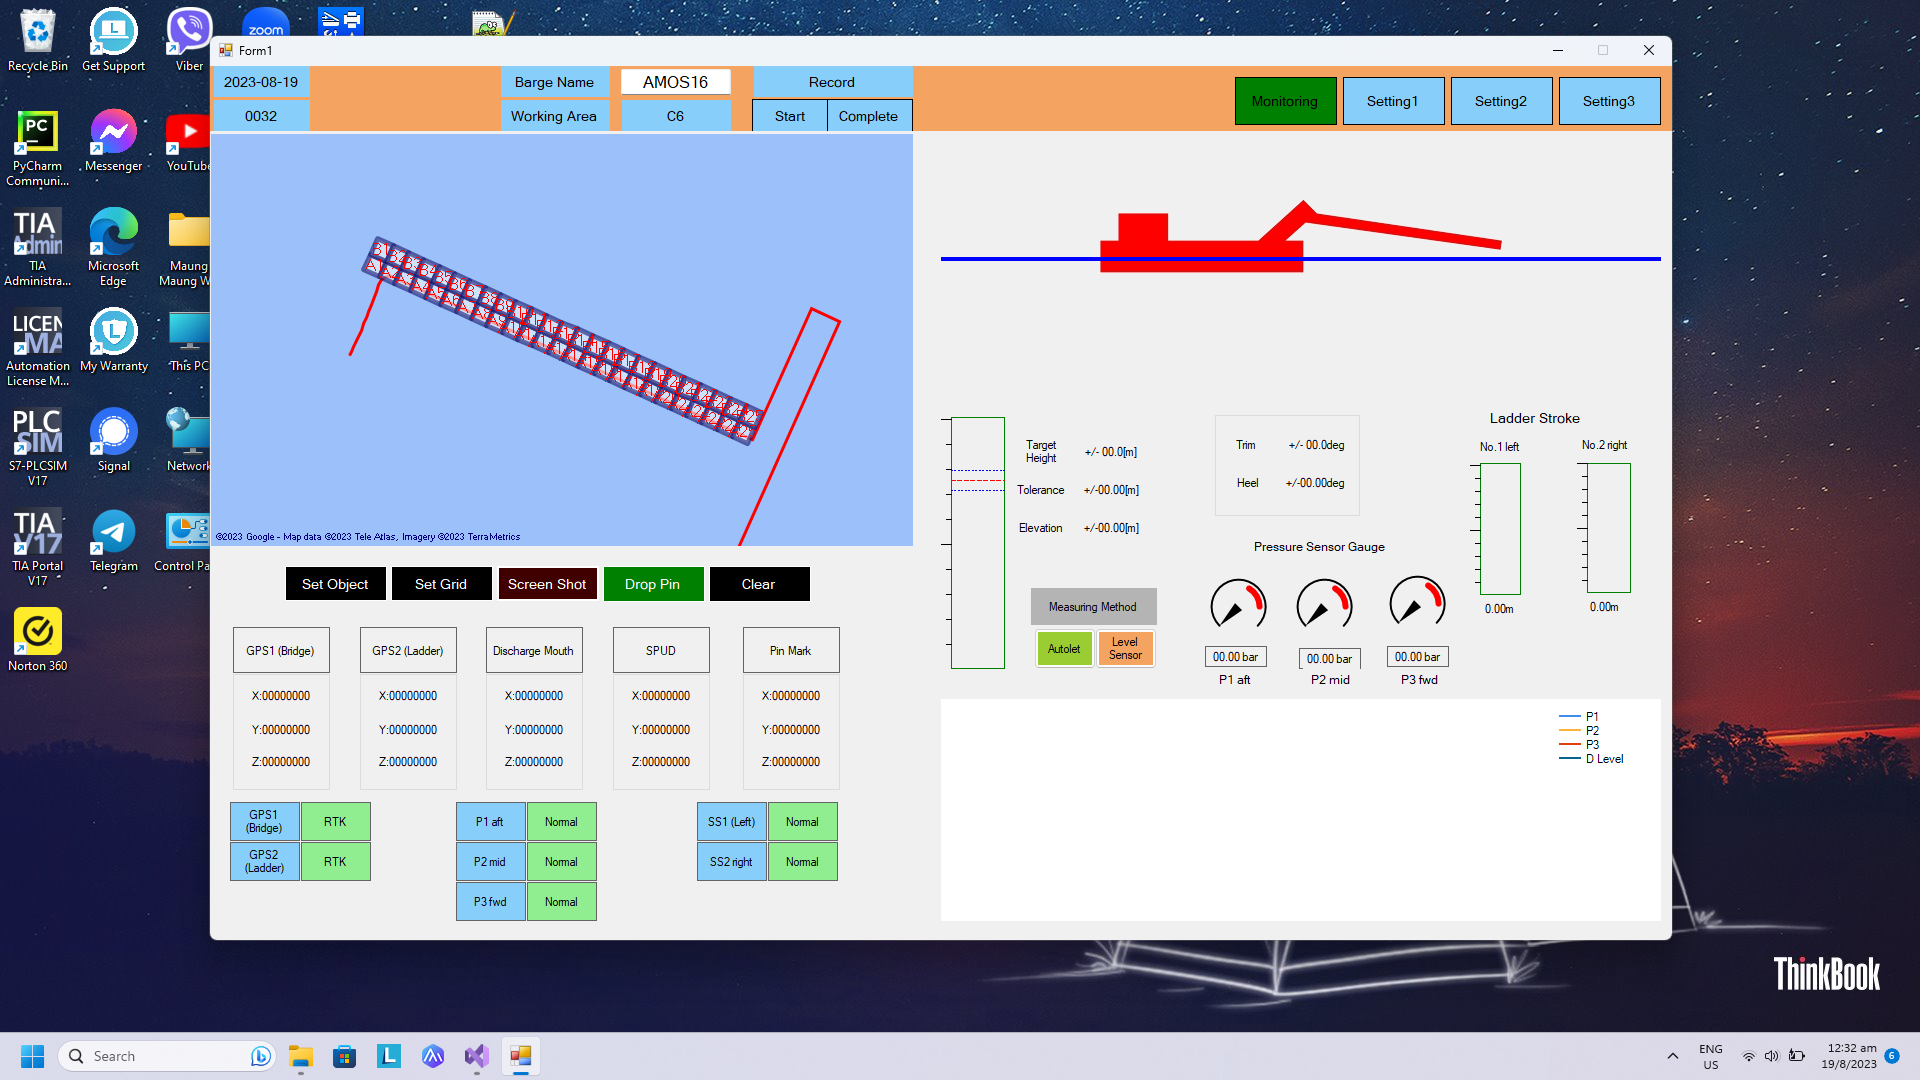 Recycle Bin
Get Support
Viber
zoom
PyCharm
Communi...
Messenger
YouTube
TIA
Admin
TIA
Administra...
Microsoft
Edge
Maung
Maung W
LICEN
MA
Automation
License M...
My Warranty
This PC
PLC
SIM
S7-PLCSIM
V17
Signal
Network
TIA
V17
TIA Portal
V17
Telegram
Control Pa
Norton 360
Form1
2023-08-19
0032
Barge Name
AMOS16
Working Area
C6
Record
Start
Complete
Monitoring
Setting1
Setting2
Setting3
©2023 Google - Map data ©2023 Tele Atlas, Imagery ©2023 TerraMetrics
Set Object
Set Grid
Screen Shot
Drop Pin
Clear
GPS1 (Bridge)
GPS2 (Ladder)
Discharge Mouth
SPUD
Pin Mark
X:00000000
X:00000000
X:00000000
X:00000000
X:00000000
Y:00000000
Y:00000000
Y:00000000
Y:00000000
Y:00000000
Z:00000000
Z:00000000
Z:00000000
Z:00000000
Z:00000000
GPS1
(Bridge)
RTK
GPS2
(Ladder)
RTK
P1 aft
Normal
P2 mid
Normal
P3 fwd
Normal
SS1 (Left)
Normal
SS2 right
Normal
Target
Height
+/- 00.0[m]
Tolerance
+/-00.00[m]
Elevation
+/-00.00[m]
Trim
+/- 00.0deg
Heel
+/-00.00deg
Ladder Stroke
No.1 left
No.2 right
0.00m
0.00m
Pressure Sensor Gauge
Measuring Method
Autolet
Level
Sensor
00.00 bar
00.00 bar
00.00 bar
P1 aft
P2 mid
P3 fwd
P1
P2
P3
D Level
ThinkBook
Search
ENG
US
12:32 am
19/8/2023
6